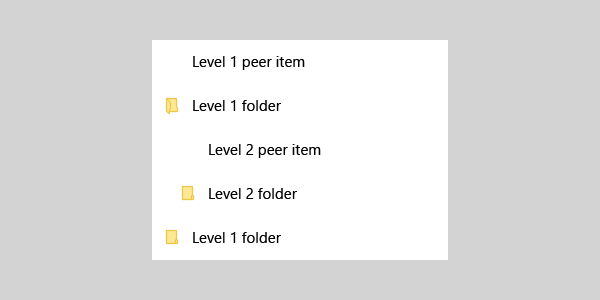 Level 1 peer item
Level 1 folder
Level 2 peer item
Level 2 folder
Level 1 folder